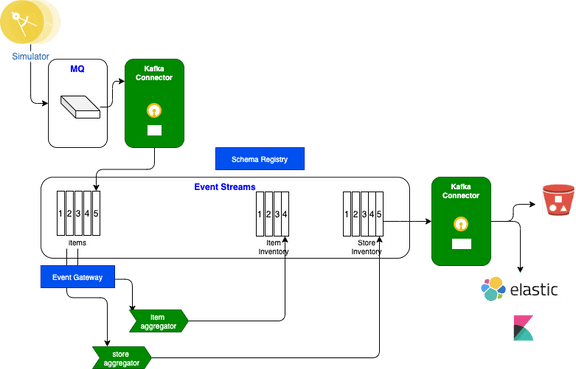 Simulator
MQ
Kafka
Connector
Schema Registry
Event Streams
Kafka
Connector
1 2 3 4 5
1 2 3 4
1 2 3 4 5
items
Item
Inventory
Store
Inventory
Event Gateway
elastic
item
aggregator
store
aggregator